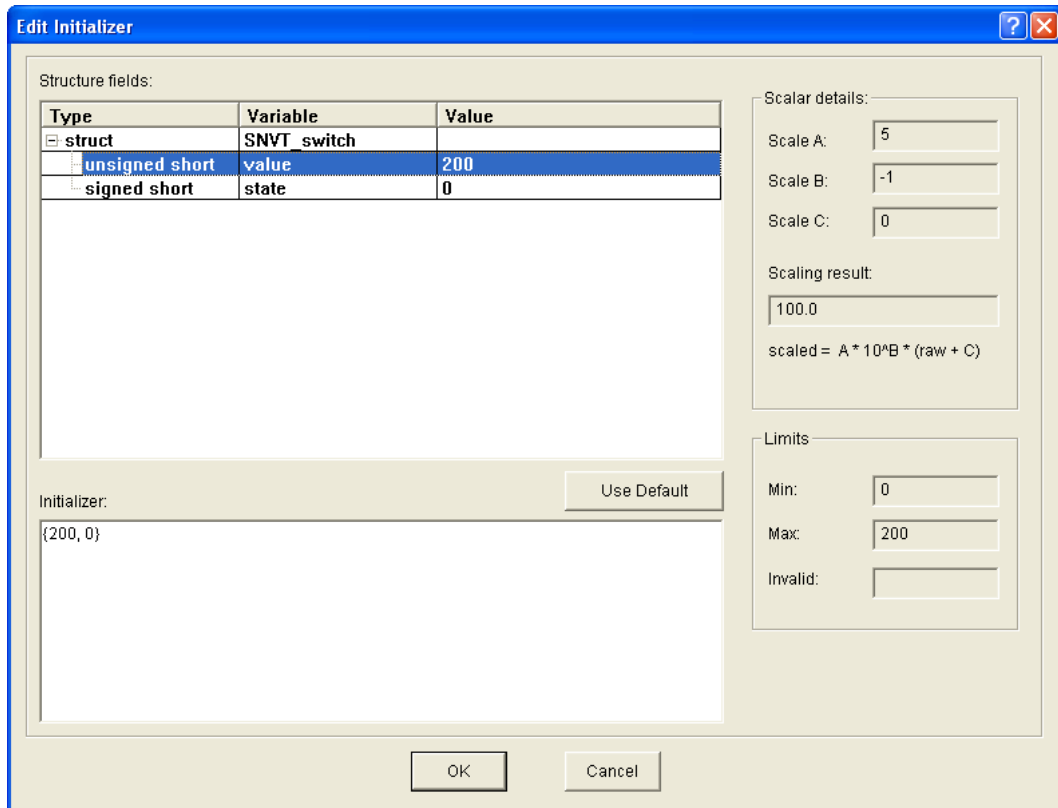 Edit Initializer
Structure fields:
Type Variable Value
struct SNVT_switch
unsigned short value 200
signed short state 0
Scalar details:
Scale A: 5
Scale B: -1
Scale C: 0
Scaling result:
100.0
scaled = A * 10^B * (raw + C)
Use Default
Initializer:
{200, 0}
Limits
Min: 0
Max: 200
Invalid:
OK Cancel